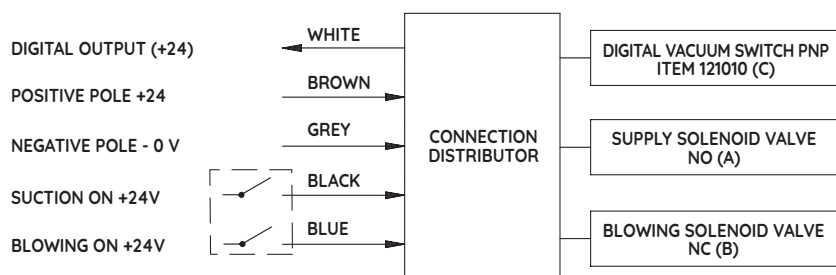 DIGITAL OUTPUT (+24)
WHITE
POSITIVE POLE +24
BROWN
NEGATIVE POLE - 0 V
GREY
SUCTION ON +24V
BLACK
BLOWING ON +24V
BLUE
CONNECTION
DISTRIBUTOR
DIGITAL VACUUM SWITCH PNP
ITEM 121010 (C)
SUPPLY SOLENOID VALVE
NO (A)
BLOWING SOLENOID VALVE
NC (B)